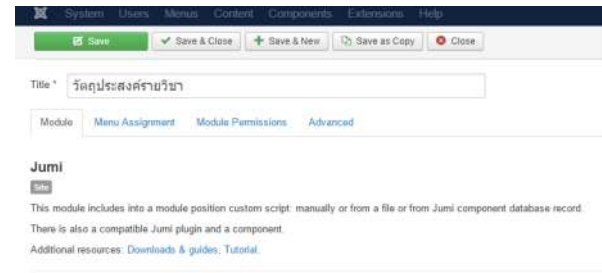 System Users Menus Content Components Extensions Help
Save Save & Close Save & New Save as Copy Close
Title * วัตถุประสงค์รายวิชา
Module Menu Assignment Module Permissions Advanced
Jumi
Site
This module includes into a module position custom script: manually or from a file or from Jumi component database record.
There is also a compatible Jumi plugin and a component.
Additional resources: Downloads & guides, Tutorial.